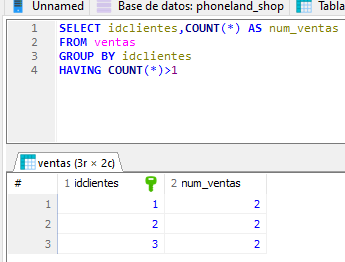 Unnamed Base de datos: phoneland_shop Tabla
1 SELECT idclientes,COUNT(*) AS num_ventas
2 FROM ventas
3 GROUP BY idclientes
4 HAVING COUNT(*)>1
ventas (3r × 2c)
# 1 idclientes 2 num_ventas
1 1 2
2 2 2
3 3 2